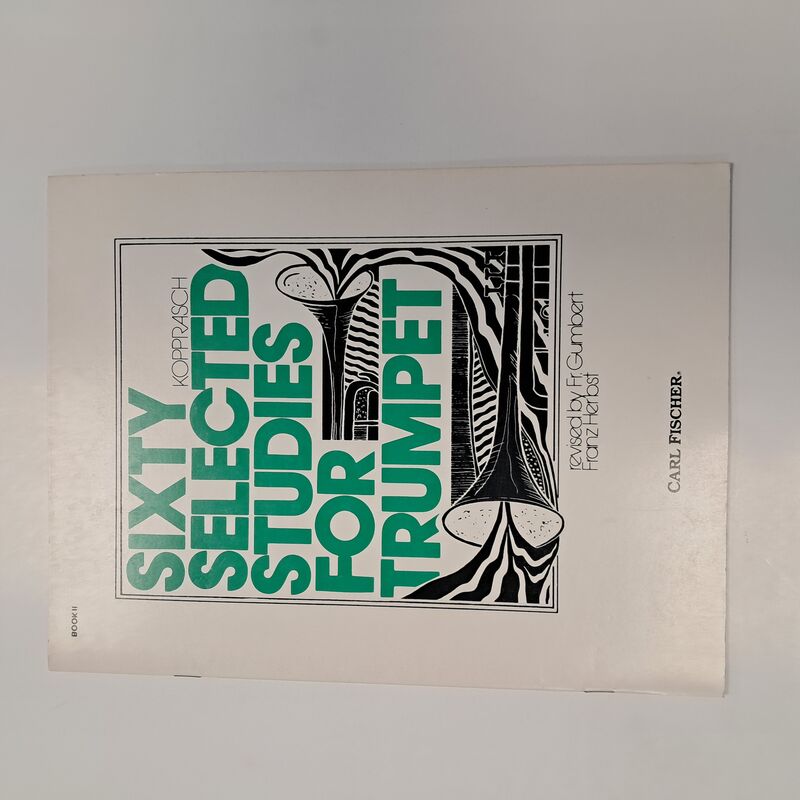 BOOK II
KOPPRASCH
SIXTY
SELECTED
STUDIES
FOR
TRUMPET
revised by Fr. Gumbert
Franz Herbst
CARL FISCHER®